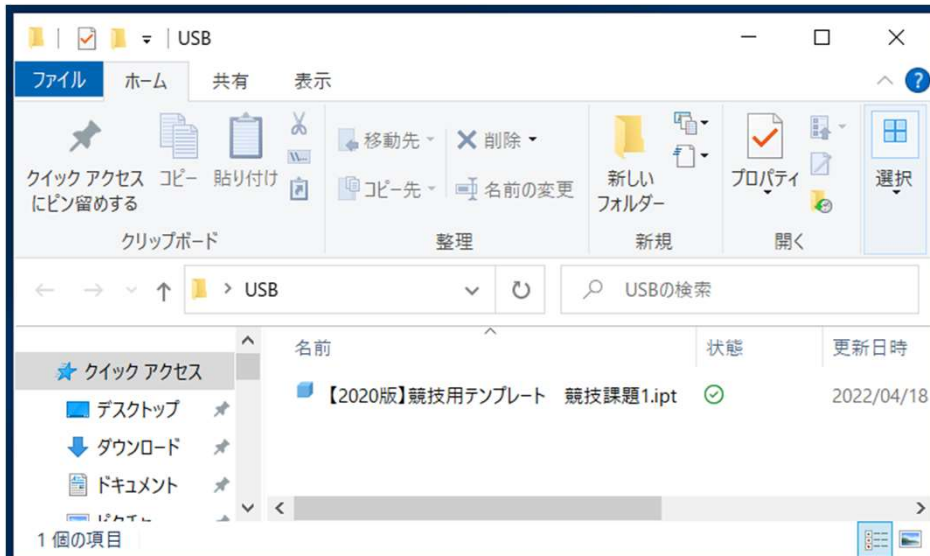 USB
ファイル ホーム 共有 表示
クイック アクセス
にピン留めする
コピー
貼り付け
移動先
コピー先
削除
名前の変更
新しい
フォルダー
プロパティ
選択
クリップボード
整理
新規
開く
USB
USBの検索
名前
状態
更新日時
クイック アクセス
【2020版】競技用テンプレート 競技課題1.ipt
2022/04/18
デスクトップ
ダウンロード
ドキュメント
ピクチャ
1 個の項目